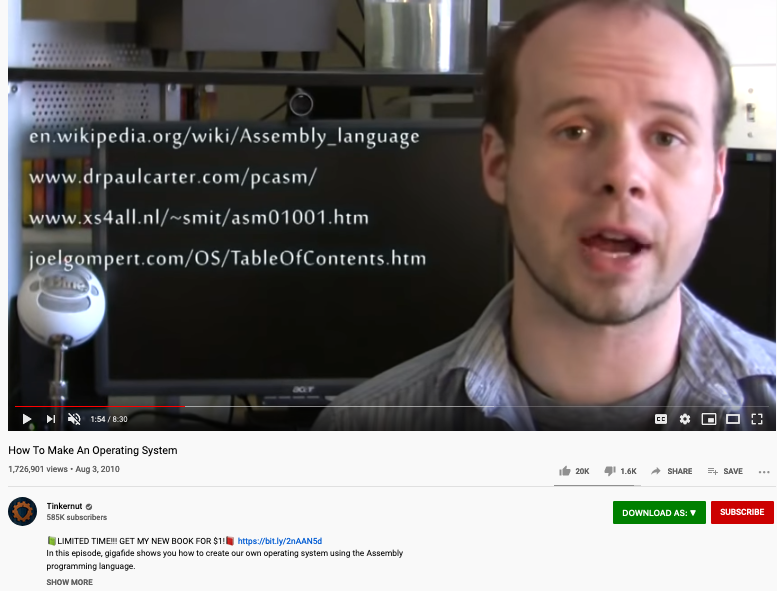 en.wikipedia.org/wiki/Assembly_language
www.drpaulcarter.com/pcasm/
www.xs4all.nl/~smit/asm01001.htm
joelgompert.com/OS/TableOfContents.htm
Blue
acer
1:54 / 8:30
CC
How To Make An Operating System
1,726,901 views • Aug 3, 2010
20K
1.6K
SHARE
SAVE
Tinkernut
585K subscribers
DOWNLOAD AS: ▼
SUBSCRIBE
📗LIMITED TIME!!! GET MY NEW BOOK FOR $1!📕 https://bit.ly/2nAAN5d
In this episode, gigafide shows you how to create our own operating system using the Assembly
programming language.
SHOW MORE